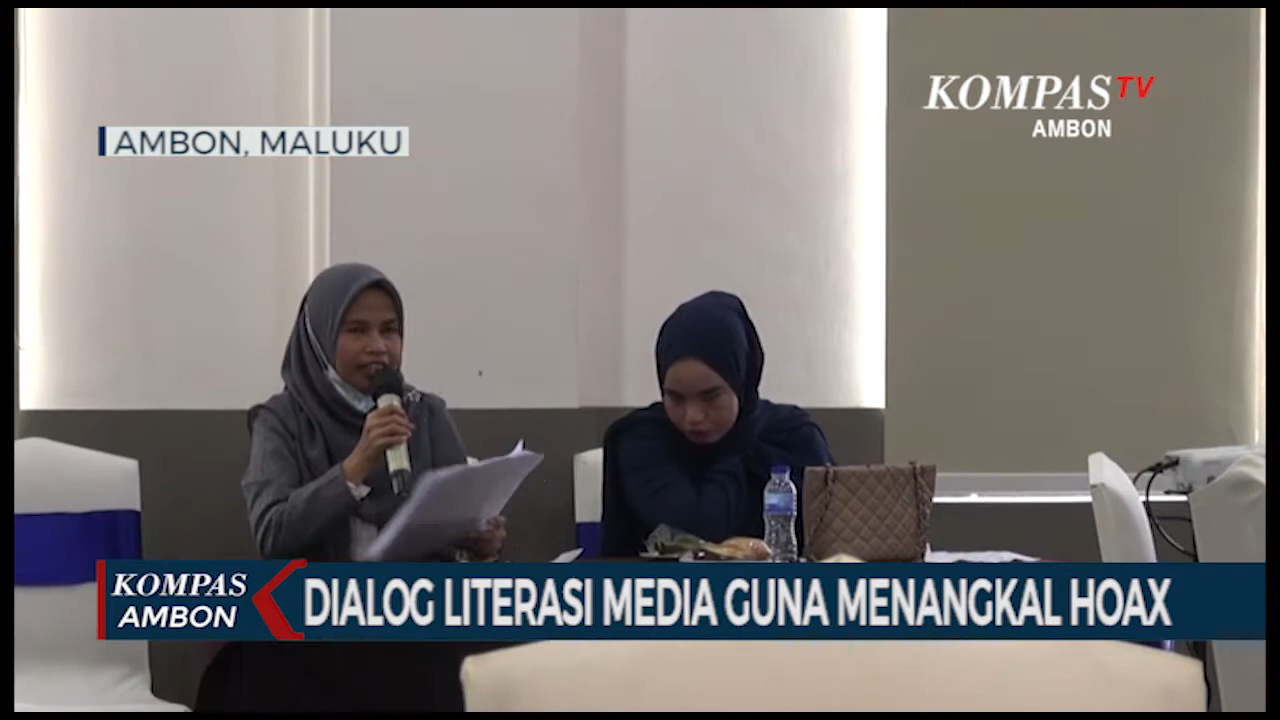 AMBON, MALUKU
KOMPAS TV
AMBON
KOMPAS
AMBON
DIALOG LITERASI MEDIA GUNA MENANGKAL HOAX